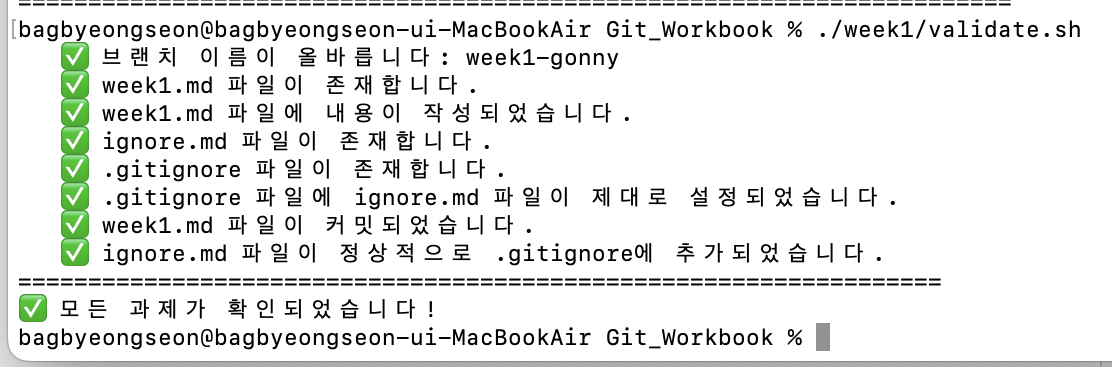 ==================================================================
[bagbyeongseon@bagbyeongseon-ui-MacBookAir Git_Workbook % ./week1/validate.sh
✅ 브랜치 이름이 올바릅니다: week1-gonny
✅ week1.md 파일이 존재합니다.
✅ week1.md 파일에 내용이 작성되었습니다.
✅ ignore.md 파일이 존재합니다.
✅ .gitignore 파일이 존재합니다.
✅ .gitignore 파일에 ignore.md 파일이 제대로 설정되었습니다.
✅ week1.md 파일이 커밋되었습니다.
✅ ignore.md 파일이 정상적으로 .gitignore에 추가되었습니다.
==================================================================
✅ 모든 과제가 확인되었습니다!
bagbyeongseon@bagbyeongseon-ui-MacBookAir Git_Workbook %